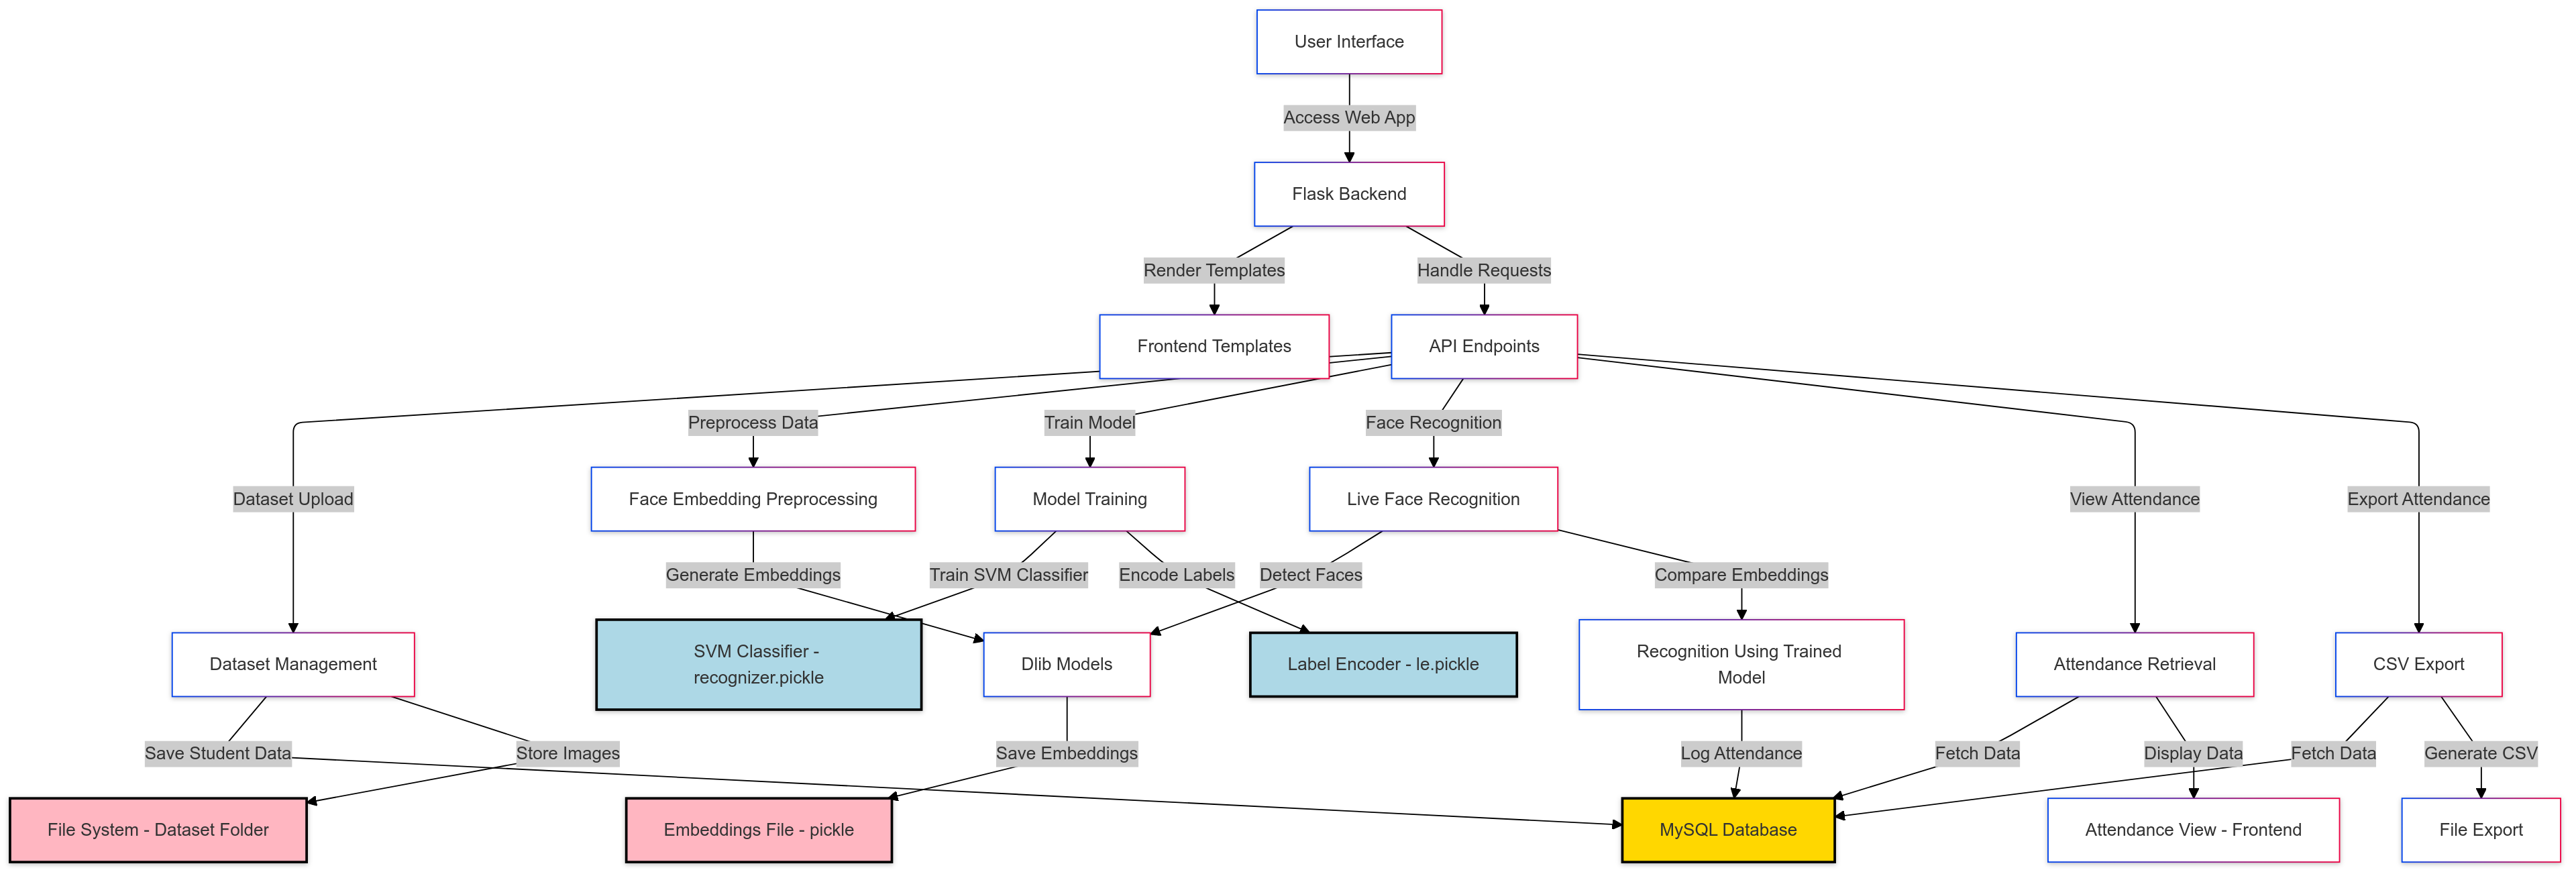 User Interface
Access Web App
Flask Backend
Render Templates
Handle Requests
Frontend Templates
API Endpoints
Preprocess Data
Train Model
Face Recognition
Dataset Upload
Face Embedding Preprocessing
Model Training
Live Face Recognition
View Attendance
Export Attendance
Generate Embeddings
Train SVM Classifier
Encode Labels
Detect Faces
Compare Embeddings
Dataset Management
SVM Classifier -
recognizer.pickle
Dlib Models
Label Encoder - le.pickle
Recognition Using Trained
Model
Attendance Retrieval
CSV Export
Save Student Data
Store Images
Save Embeddings
Log Attendance
Fetch Data
Display Data
Fetch Data
Generate CSV
File System - Dataset Folder
Embeddings File - pickle
MySQL Database
Attendance View - Frontend
File Export